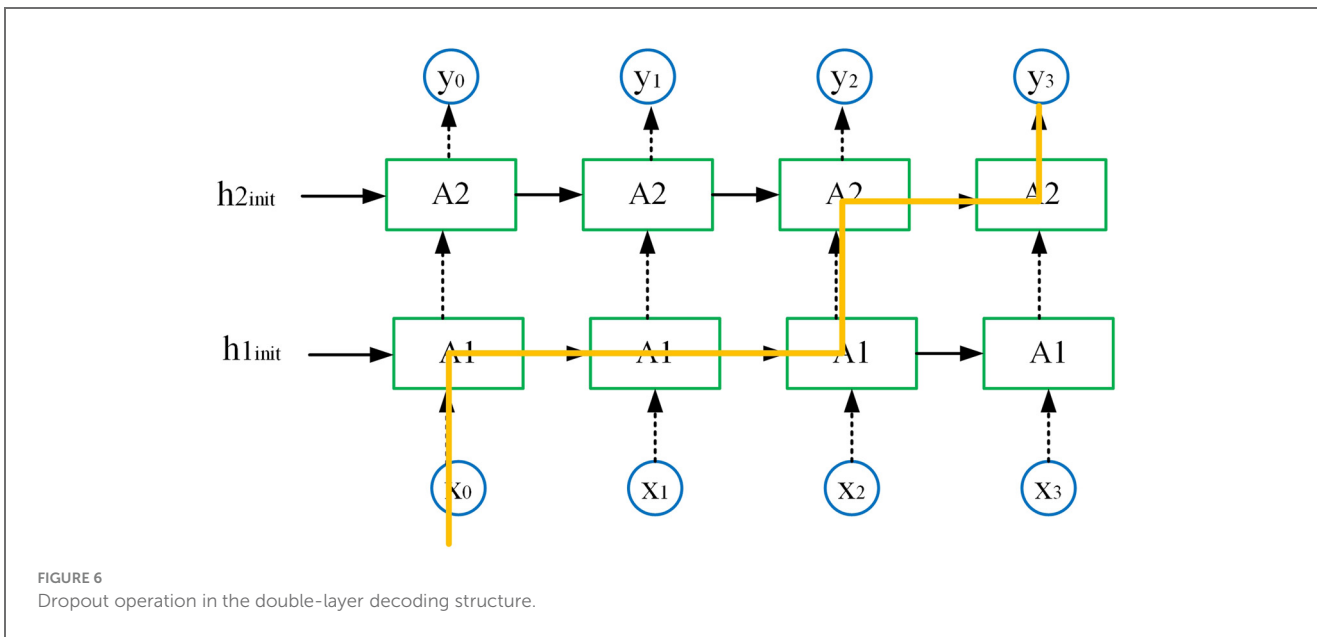 y0 y1 y2 y3
h2init A2 A2 A2 A2
h1init A1 A1 A1 A1
x0 x1 x2 x3
FIGURE 6
Dropout operation in the double-layer decoding structure.